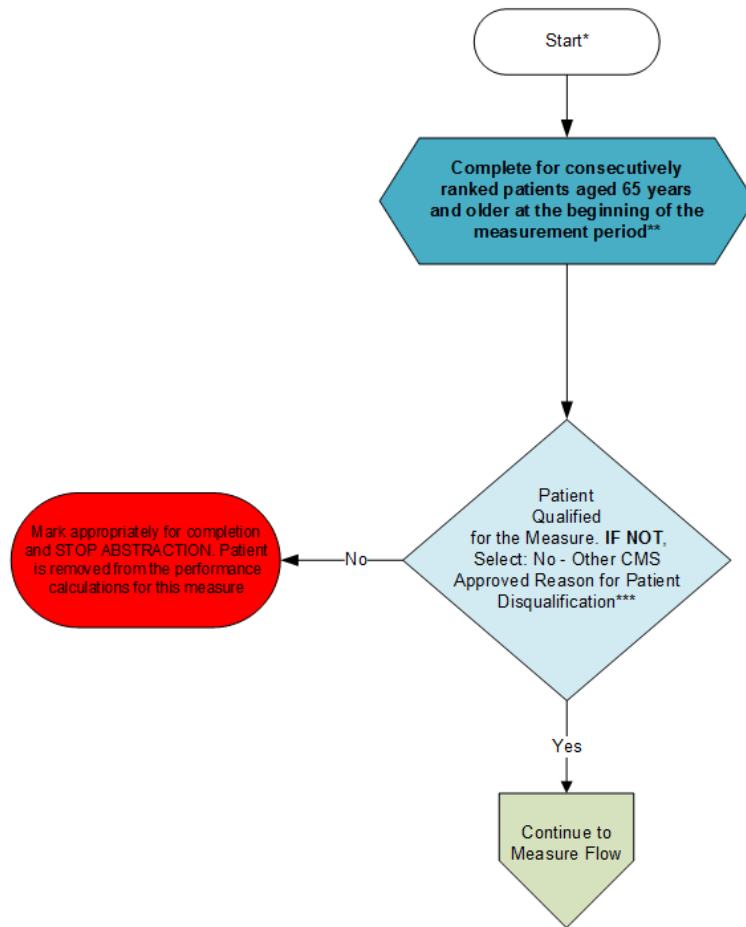 Start*
Complete for consecutively
ranked patients aged 65 years
and older at the beginning of the
measurement period**
Patient
Qualified
for the Measure. IF NOT,
Select: No - Other CMS
Approved Reason for Patient
Disqualification***
No
Mark appropriately for completion
and STOP ABSTRACTION. Patient
is removed from the performance
calculations for this measure
Yes
Continue to
Measure Flow